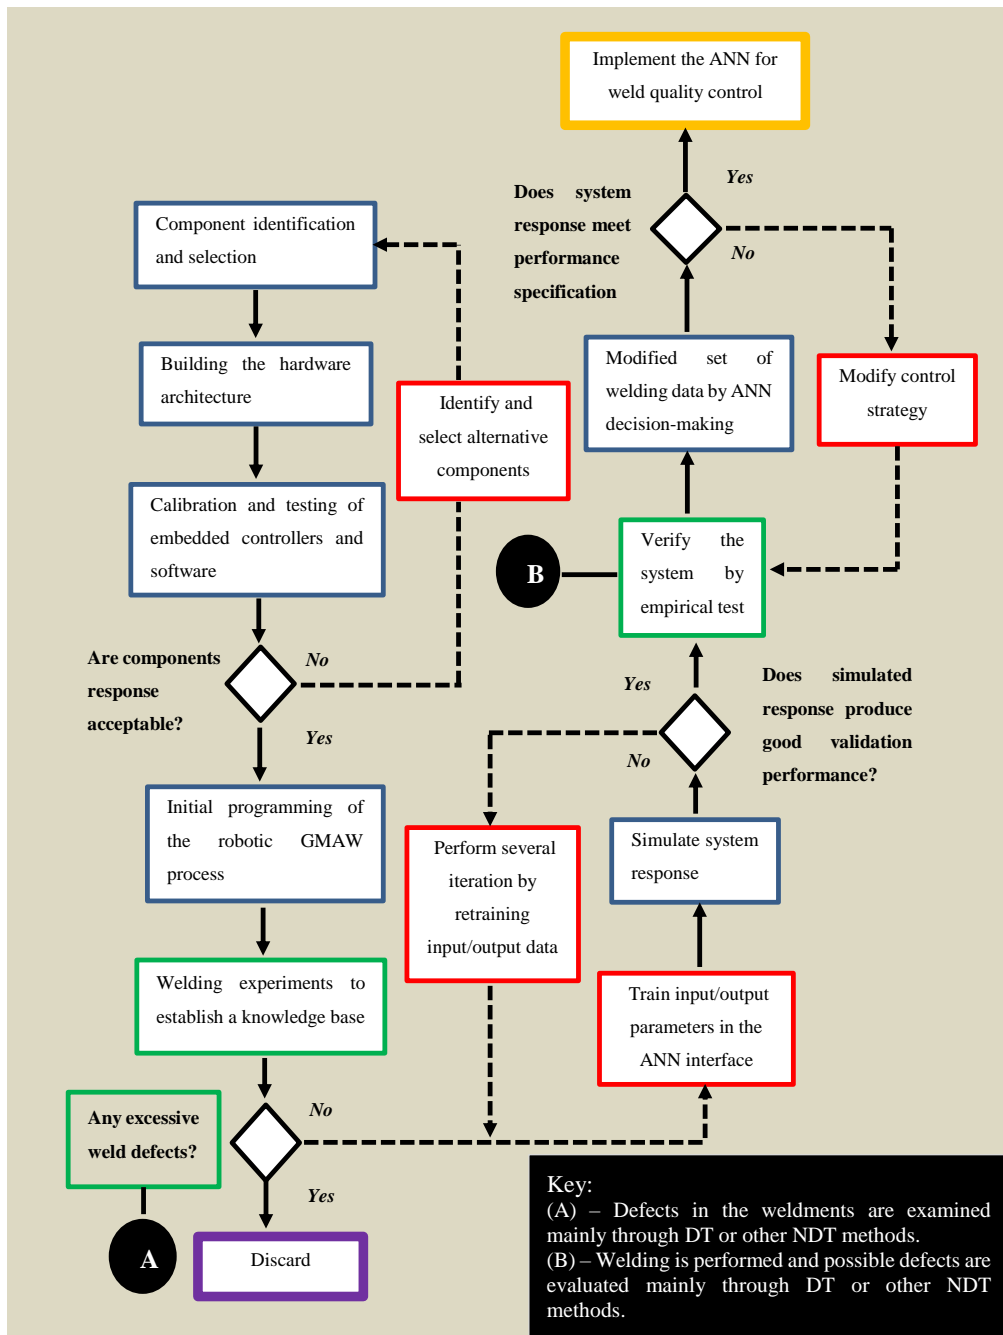 Implement the ANN for
weld quality control
Yes
Does system
response meet
performance
specification
No
Component identification
and selection
Building the hardware
architecture
Identify and
select alternative
components
Modified set of
welding data by ANN
decision-making
Modify control
strategy
Calibration and testing of
embedded controllers and
software
B
Verify the
system by
empirical test
Are components
response
acceptable?
No
Yes
Yes
No
Does simulated
response produce
good validation
performance?
Initial programming of
the robotic GMAW
process
Perform several
iteration by
retraining
input/output data
Simulate system
response
Welding experiments to
establish a knowledge base
Train input/output
parameters in the
ANN interface
Any excessive
weld defects?
No
Yes
A
Discard
Key:
(A) – Defects in the weldments are examined
mainly through DT or other NDT methods.
(B) – Welding is performed and possible defects are
evaluated mainly through DT or other NDT
methods.